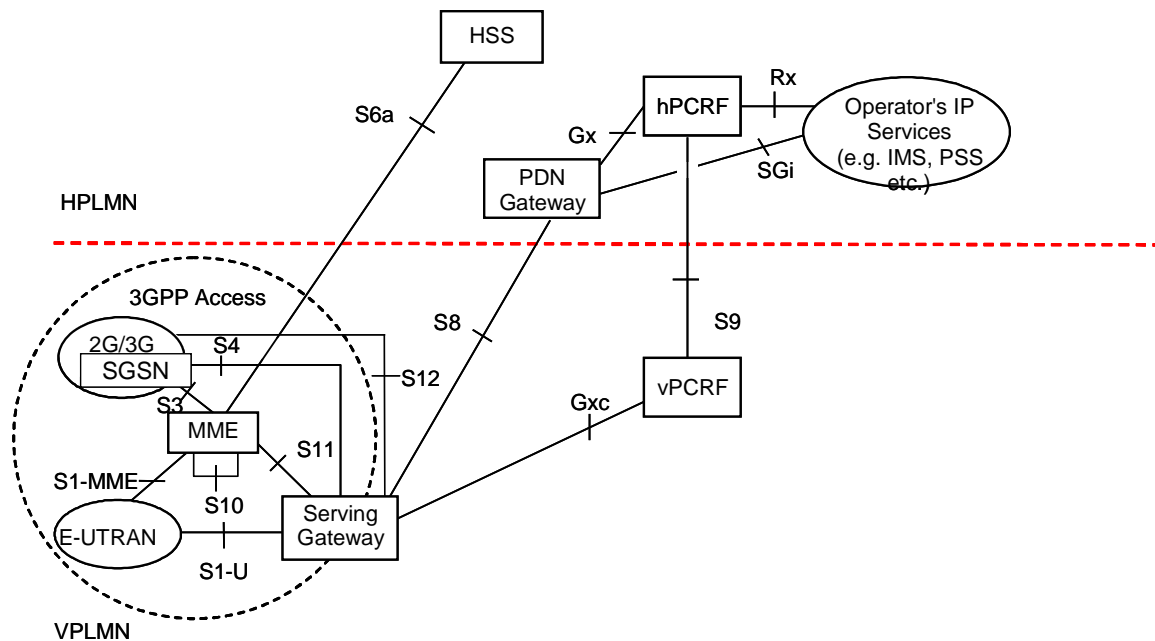 HSS
Rx
hPCRF
Operator's IP
Services
(e.g. IMS, PSS
etc.)
S6a
Gx
SGi
PDN
Gateway
HPLMN
3GPP Access
2G/3G
SGSN
S4
S8
S9
S12
S3
vPCRF
Gxc
MME
S11
S1-MME
S10
E-UTRAN
Serving
Gateway
S1-U
VPLMN